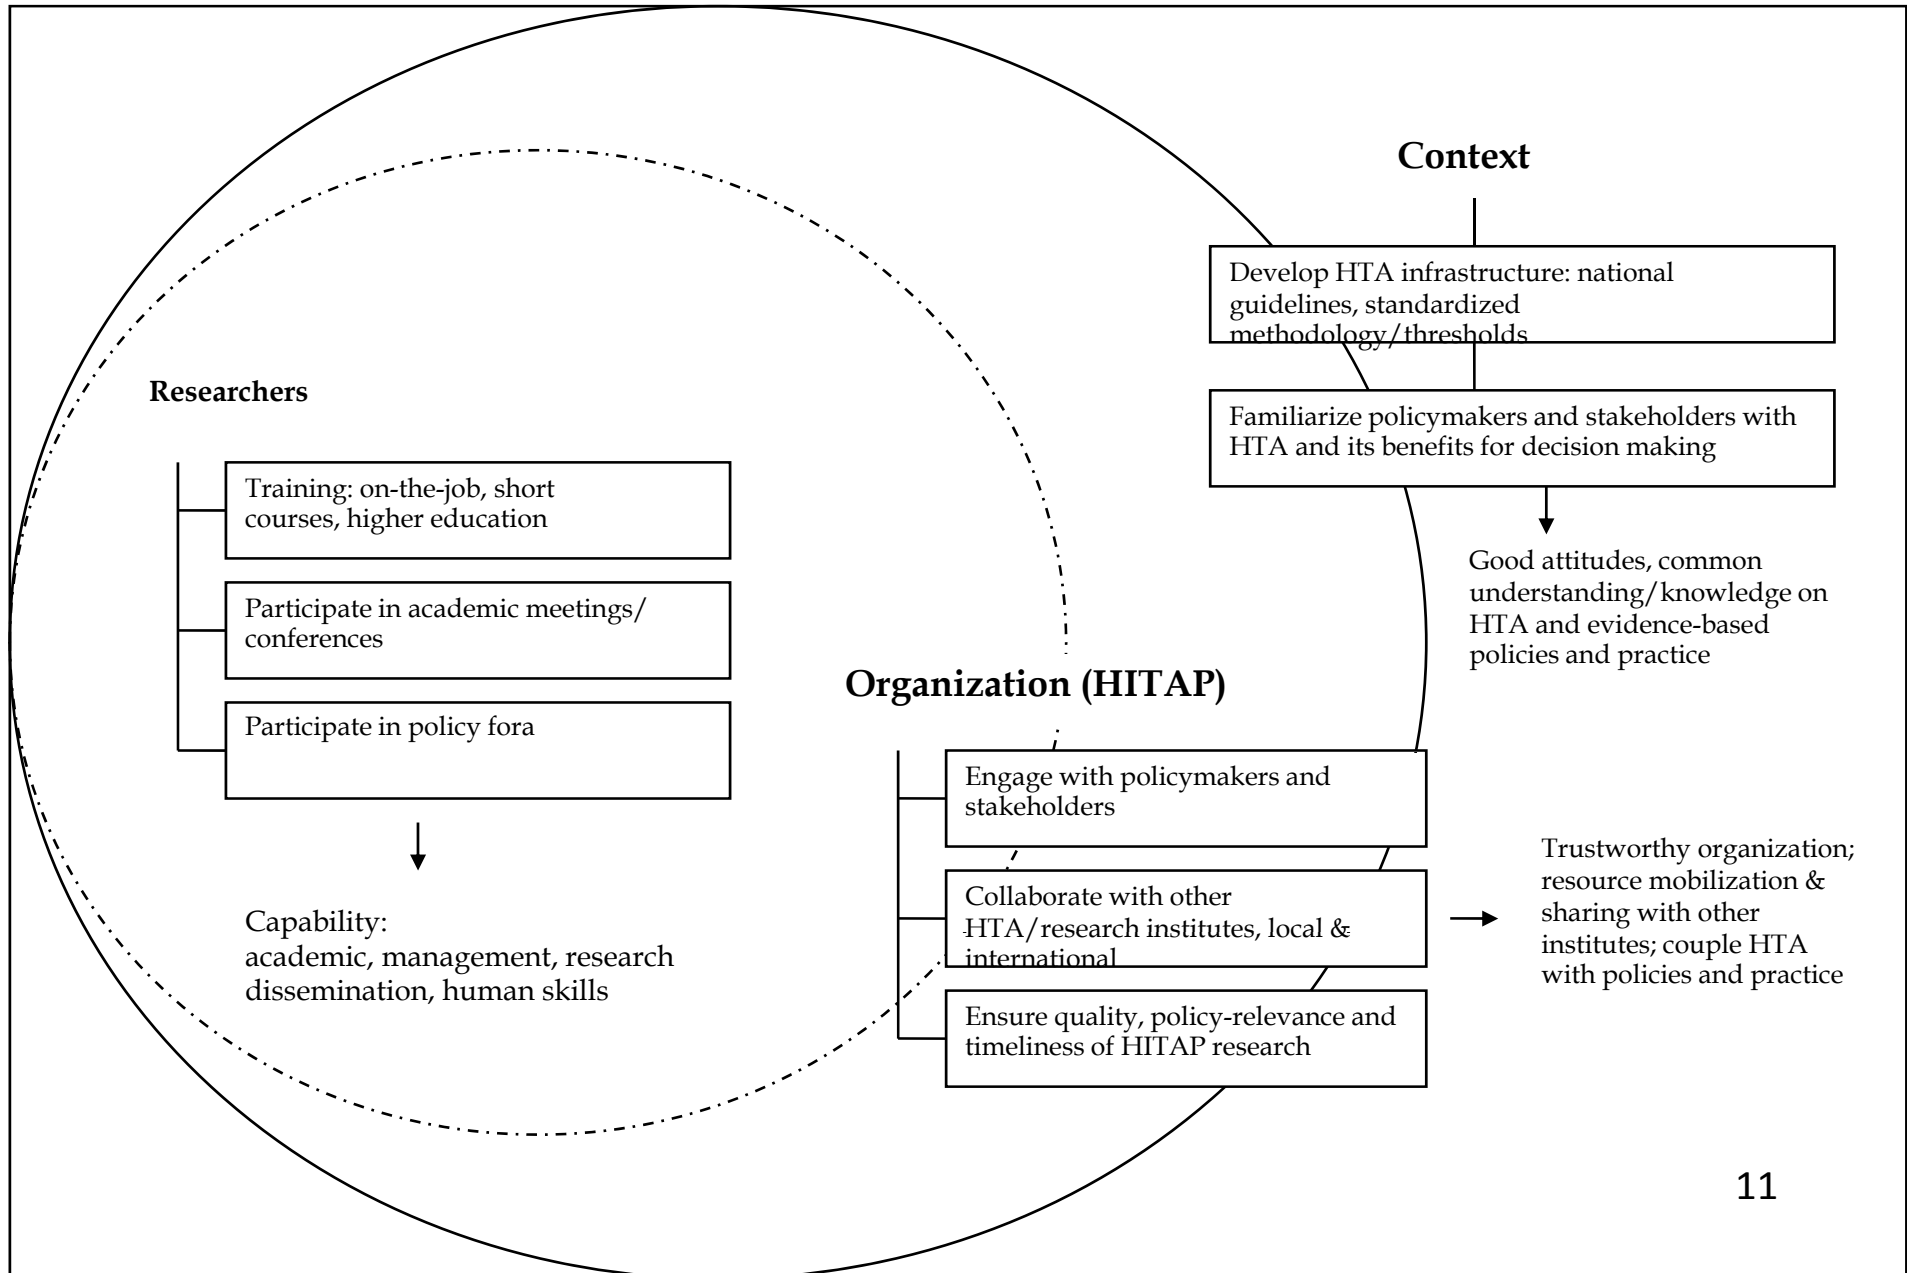 Context
Develop HTA infrastructure: national
guidelines, standardized
methodology/thresholds
Familiarize policymakers and stakeholders with
HTA and its benefits for decision making
Good attitudes, common
understanding/knowledge on
HTA and evidence-based
policies and practice
Researchers
Training: on-the-job, short
courses, higher education
Participate in academic meetings/
conferences
Participate in policy fora
Capability:
academic, management, research
dissemination, human skills
Organization (HITAP)
Engage with policymakers and
stakeholders
Collaborate with other
HTA/research institutes, local &
international
Ensure quality, policy-relevance and
timeliness of HITAP research
Trustworthy organization;
resource mobilization &
sharing with other
institutes; couple HTA
with policies and practice
11